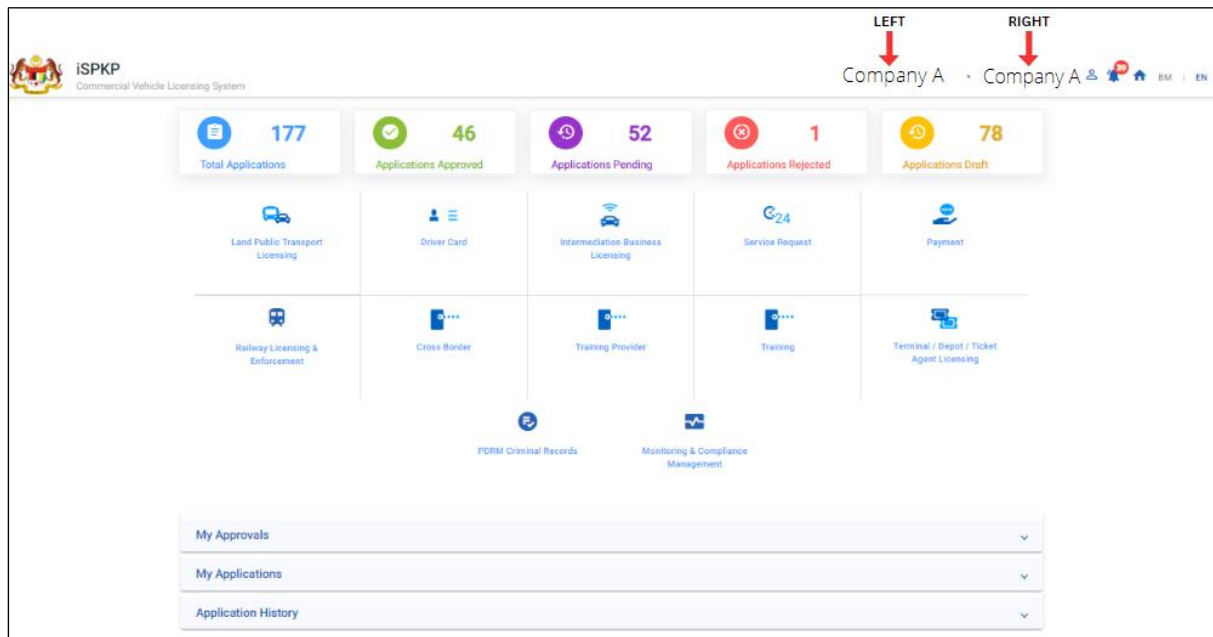 LEFT
RIGHT
iSPKP
Commercial Vehicle Licensing System
Company A
Company A
39
BM | EN
177
Total Applications
46
Applications Approved
52
Applications Pending
1
Applications Rejected
78
Applications Draft
Land Public Transport
Licensing
Driver Card
Intermediation Business
Licensing
24
Service Request
Payment
Railway Licensing &
Enforcement
Cross Border
Training Provider
Training
Terminal / Depot / Ticket
Agent Licensing
PDRM Criminal Records
Monitoring & Compliance
Management
My Approvals
My Applications
Application History